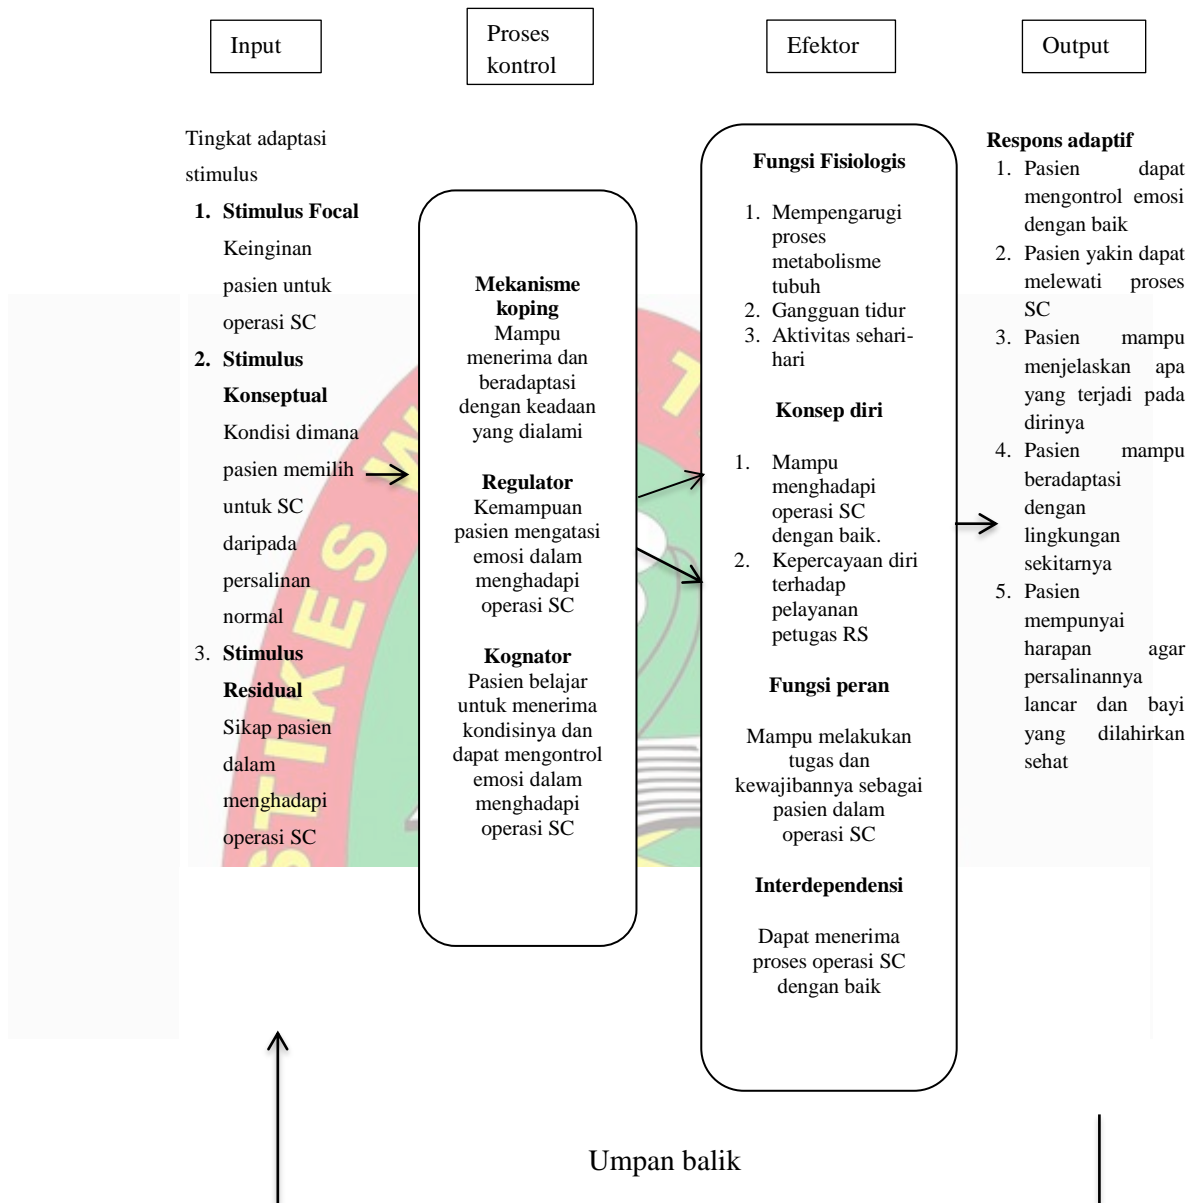 Input
Proses
kontrol
Efektor
Output
Tingkat adaptasi
stimulus
1. Stimulus Focal
Keinginan
pasien untuk
operasi SC
2. Stimulus
Konseptual
Kondisi dimana
pasien memilih
untuk SC
daripada
persalinan
normal
3. Stimulus
Residual
Sikap pasien
dalam
menghadapi
operasi SC
Mekanisme
koping
Mampu
menerima dan
beradaptasi
dengan keadaan
yang dialami
Regulator
Kemampuan
pasien mengatasi
emosi dalam
menghadapi
operasi SC
Kognator
Pasien belajar
untuk menerima
kondisinya dan
dapat mengontrol
emosi dalam
menghadapi
operasi SC
Fungsi Fisiologis
1. Mempengarugi
proses
metabolisme
tubuh
2. Gangguan tidur
3. Aktivitas sehari-
hari
Konsep diri
1. Mampu
menghadapi
operasi SC
dengan baik.
2. Kepercayaan diri
terhadap
pelayanan
petugas RS
Fungsi peran
Mampu melakukan
tugas dan
kewajibannya sebagai
pasien dalam
operasi SC
Interdependensi
Dapat menerima
proses operasi SC
dengan baik
Respons adaptif
1. Pasien dapat
mengontrol emosi
dengan baik
2. Pasien yakin dapat
melewati proses
SC
3. Pasien mampu
menjelaskan apa
yang terjadi pada
dirinya
4. Pasien mampu
beradaptasi
dengan
lingkungan
sekitarnya
5. Pasien
mempunyai
harapan agar
persalinannya
lancar dan bayi
yang dilahirkan
sehat
Umpan balik
STIKES W